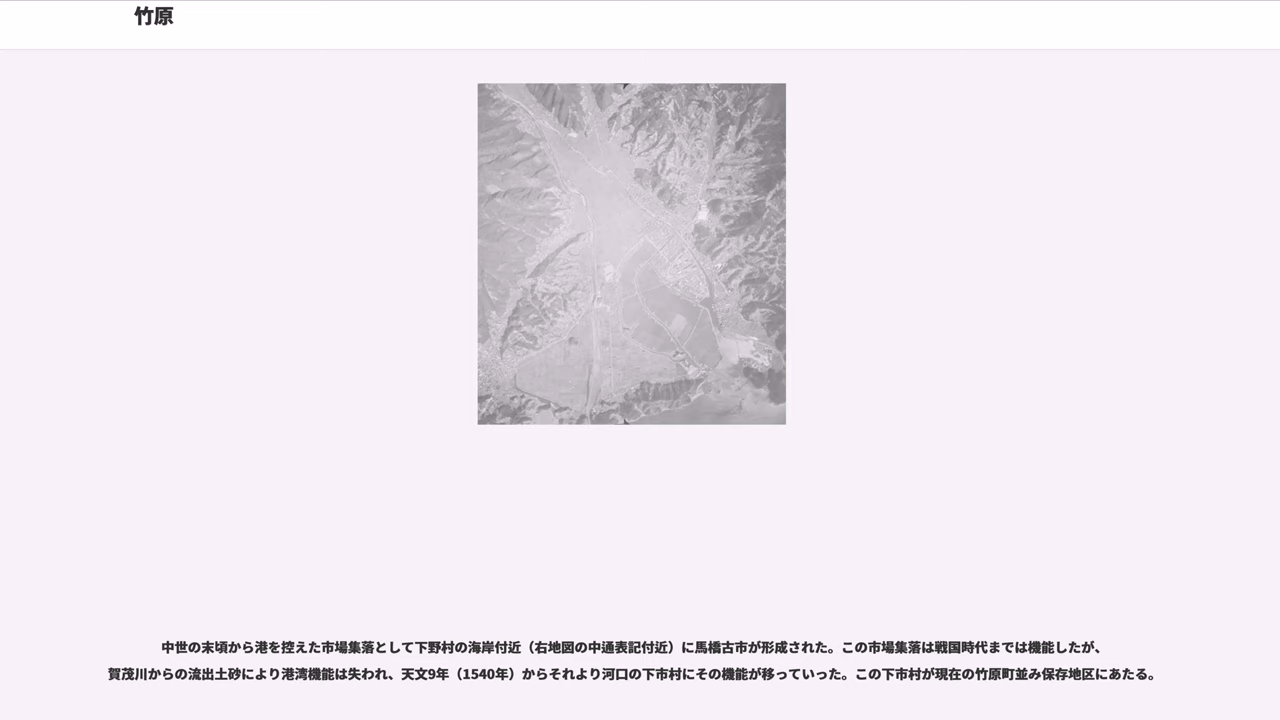 竹原
中世の末頃から港を控えた市場集落として下野村の海岸付近（右地図の中通表記付近）に馬橋古市が形成された。この市場集落は戦国時代までは機能したが、
賀茂川からの流出土砂により港湾機能は失われ、天文9年（1540年）からそれより河口の下市村にその機能が移っていった。この下市村が現在の竹原町並み保存地区にあたる。